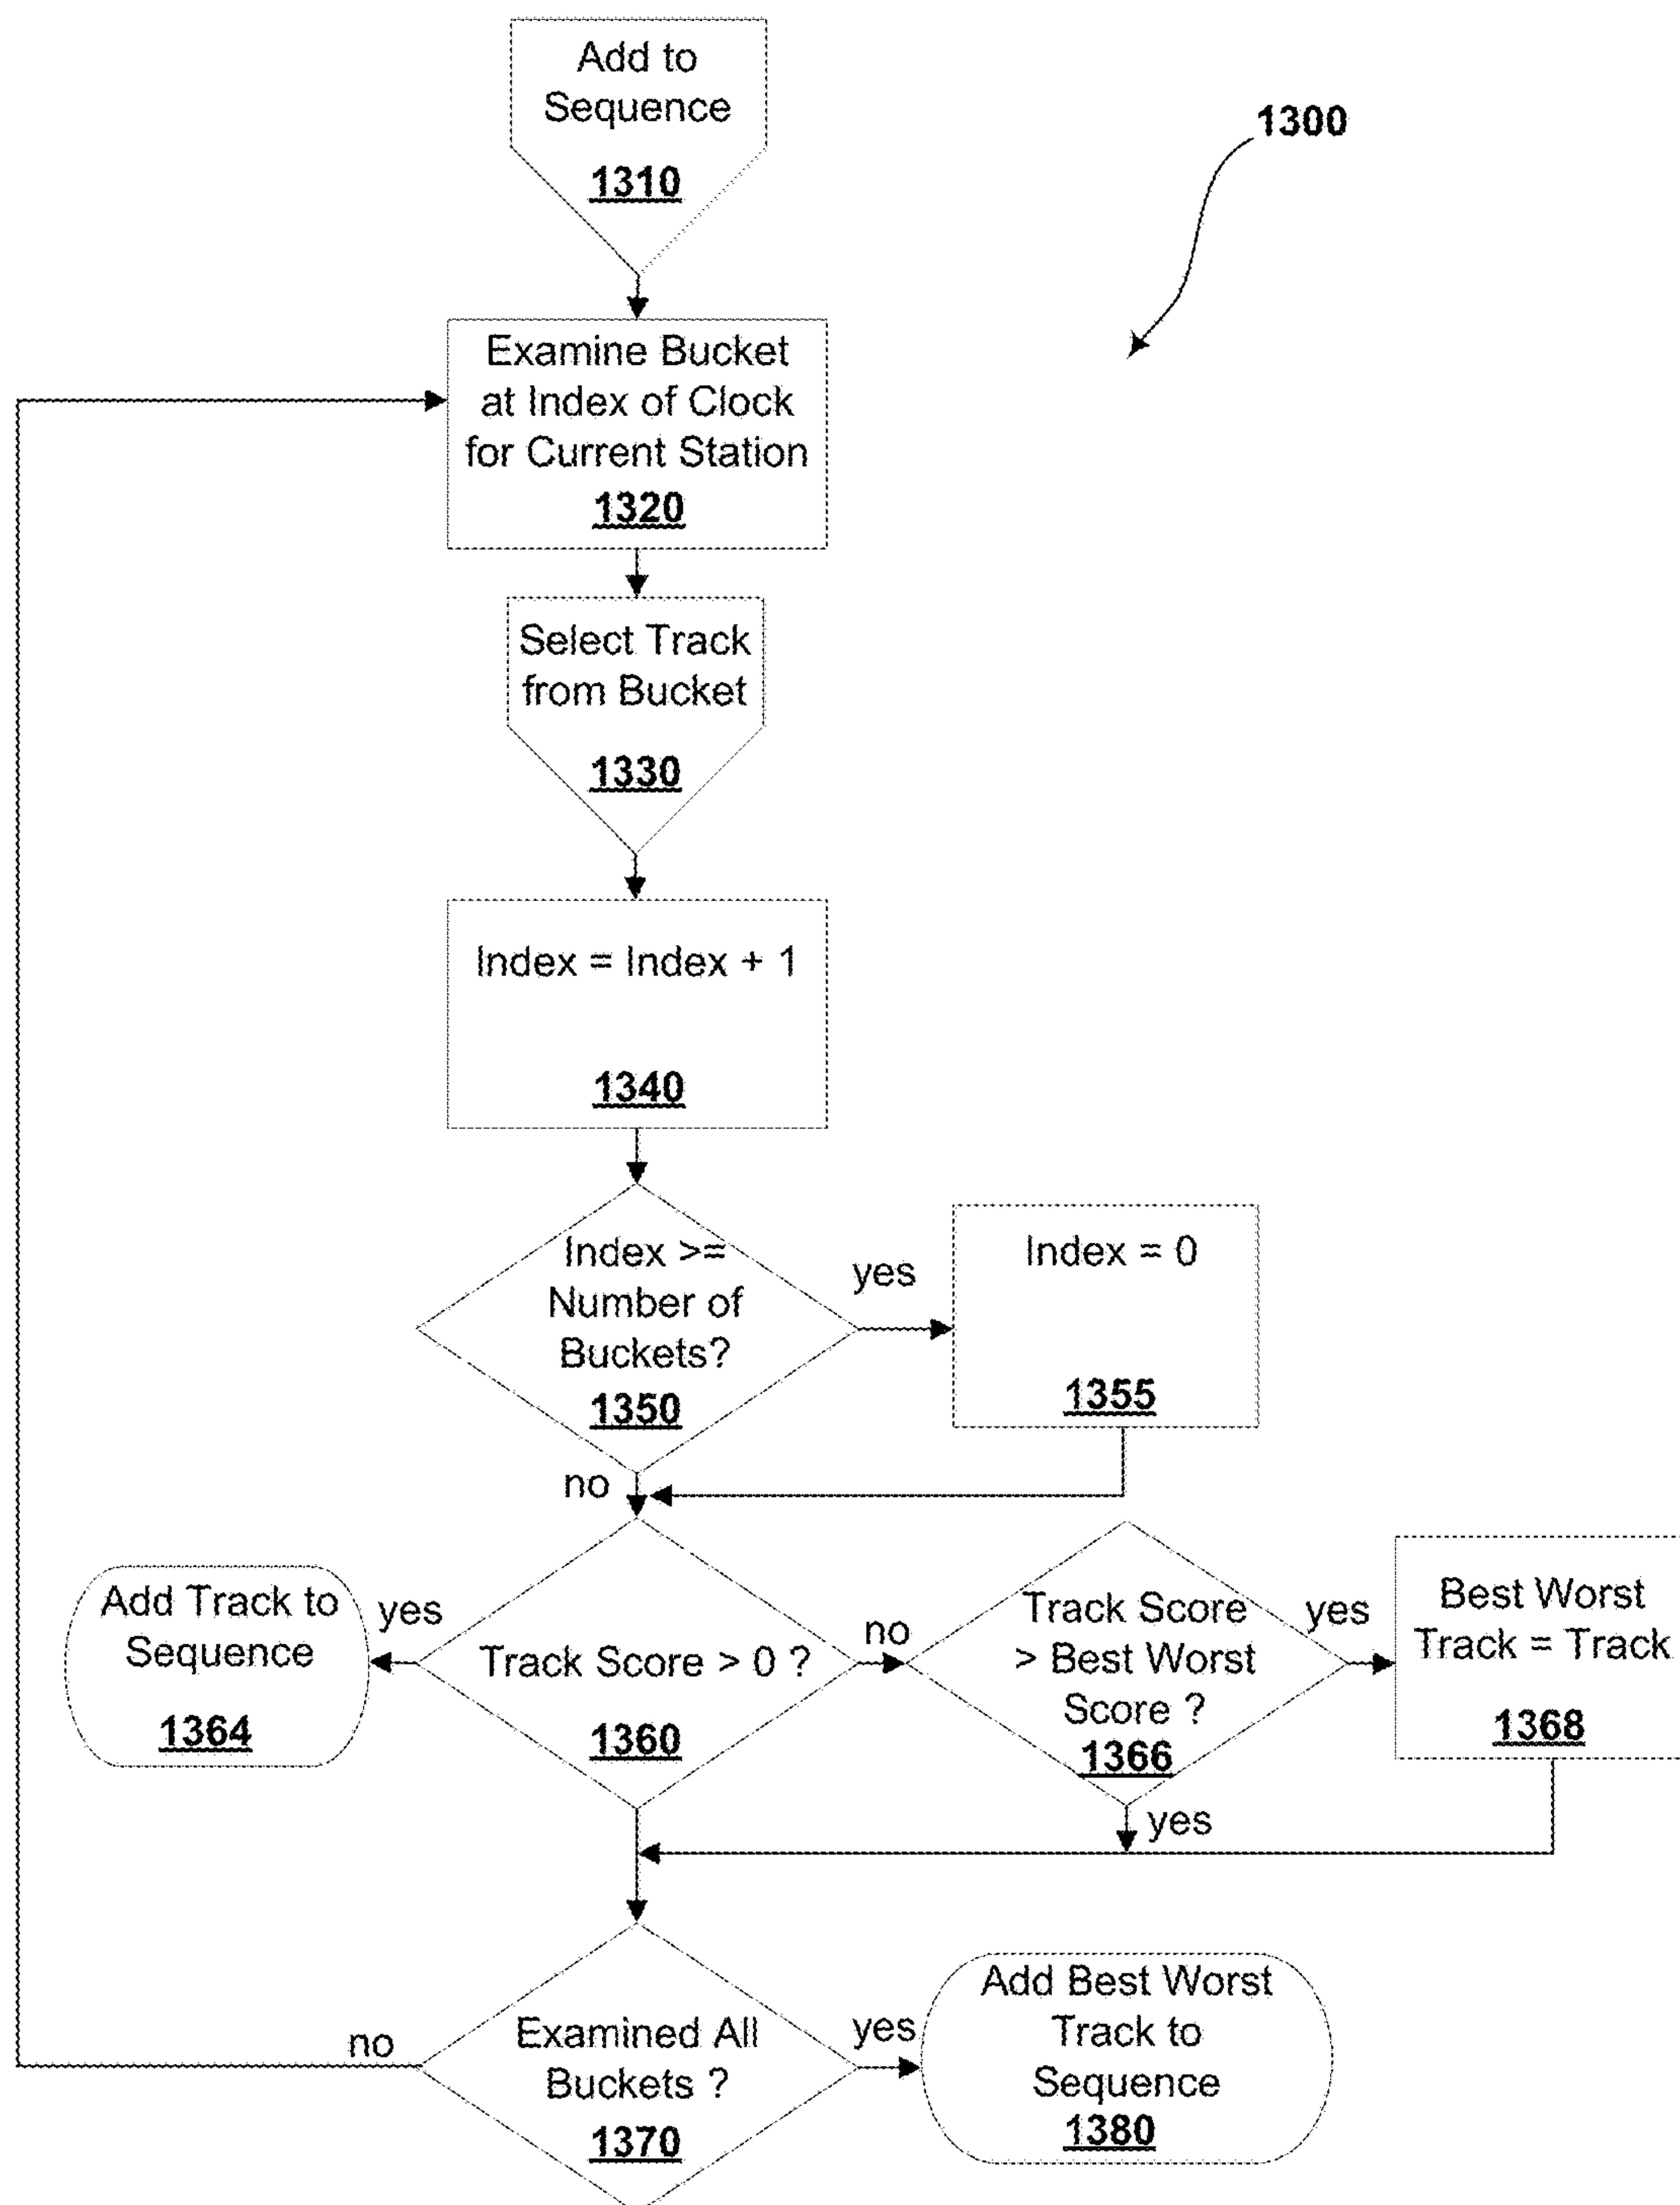 Add to
Sequence
1310
1300
Examine Bucket
at Index of Clock
for Current Station
1320
Select Track
from Bucket
1330
Index = Index + 1
1340
Index >=
Number of
Buckets?
1350
yes
Index = 0
1355
no
Add Track to
Sequence
1364
yes
Track Score > 0 ?
1360
no
Track Score
> Best Worst
Score ?
1366
yes
Best Worst
Track = Track
1368
yes
no
Examined All
Buckets ?
1370
yes
Add Best Worst
Track to
Sequence
1380